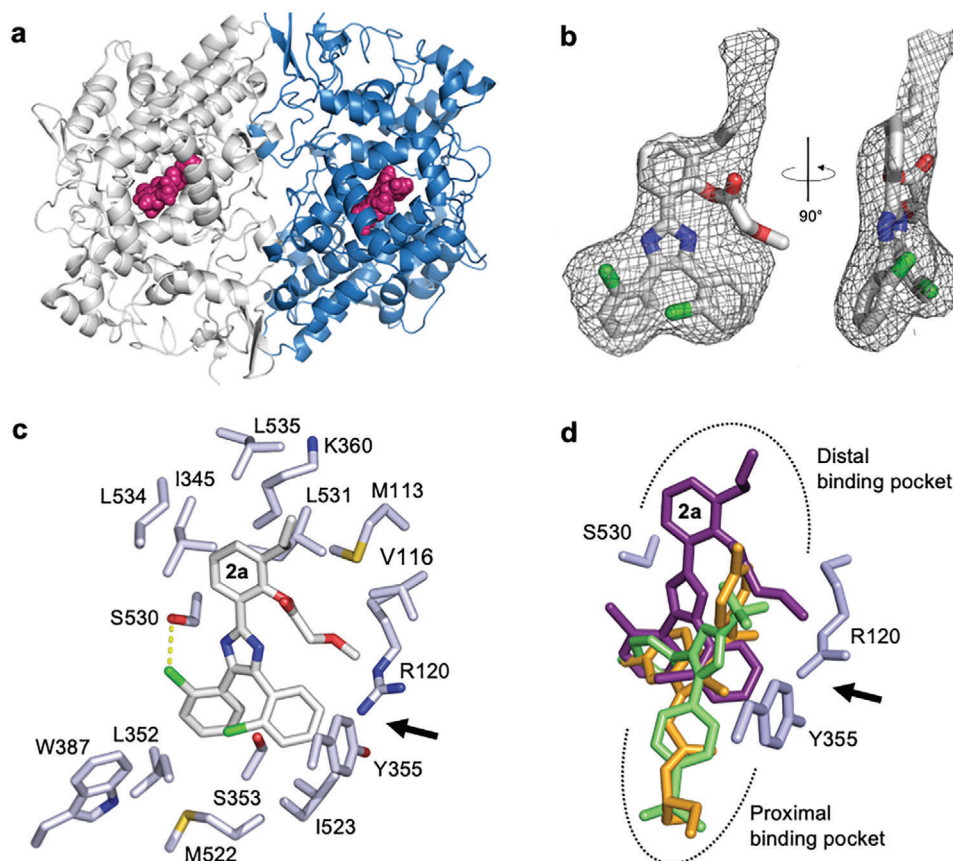 a
b
90°
c
L535
K360
I345
L534
L531
M113
2a
V116
S530
R120
L352
W387
Y355
S353
I523
M522
d
Distal
binding pocket
2a
S530
R120
Y355
Proximal
binding pocket